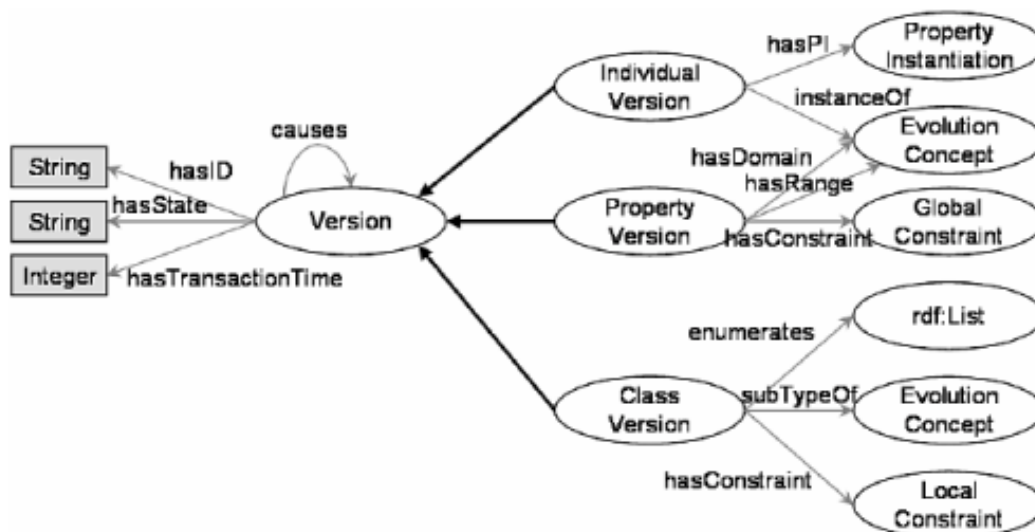 hasPI
Property
Instantiation
Individual
Version
instanceOf
causes
Evolution
Concept
String
hasID
hasDomain
hasRange
String
hasState
Version
Property
Version
hasConstraint
Global
Constraint
Integer
hasTransactionTime
enumerates
rdf:List
Class
Version
subTypeOf
Evolution
Concept
hasConstraint
Local
Constraint